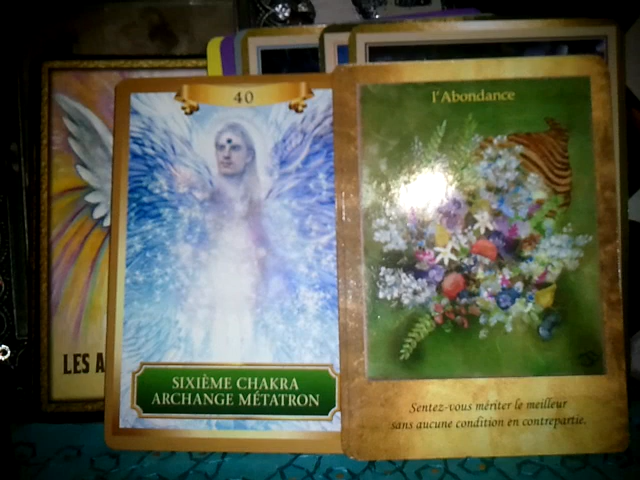 40
SIXIÈME CHAKRA
ARCHANGE MÉTATRON
l'Abondance
Sentez-vous mériter le meilleur
sans aucune condition en contrepartie.
LES A